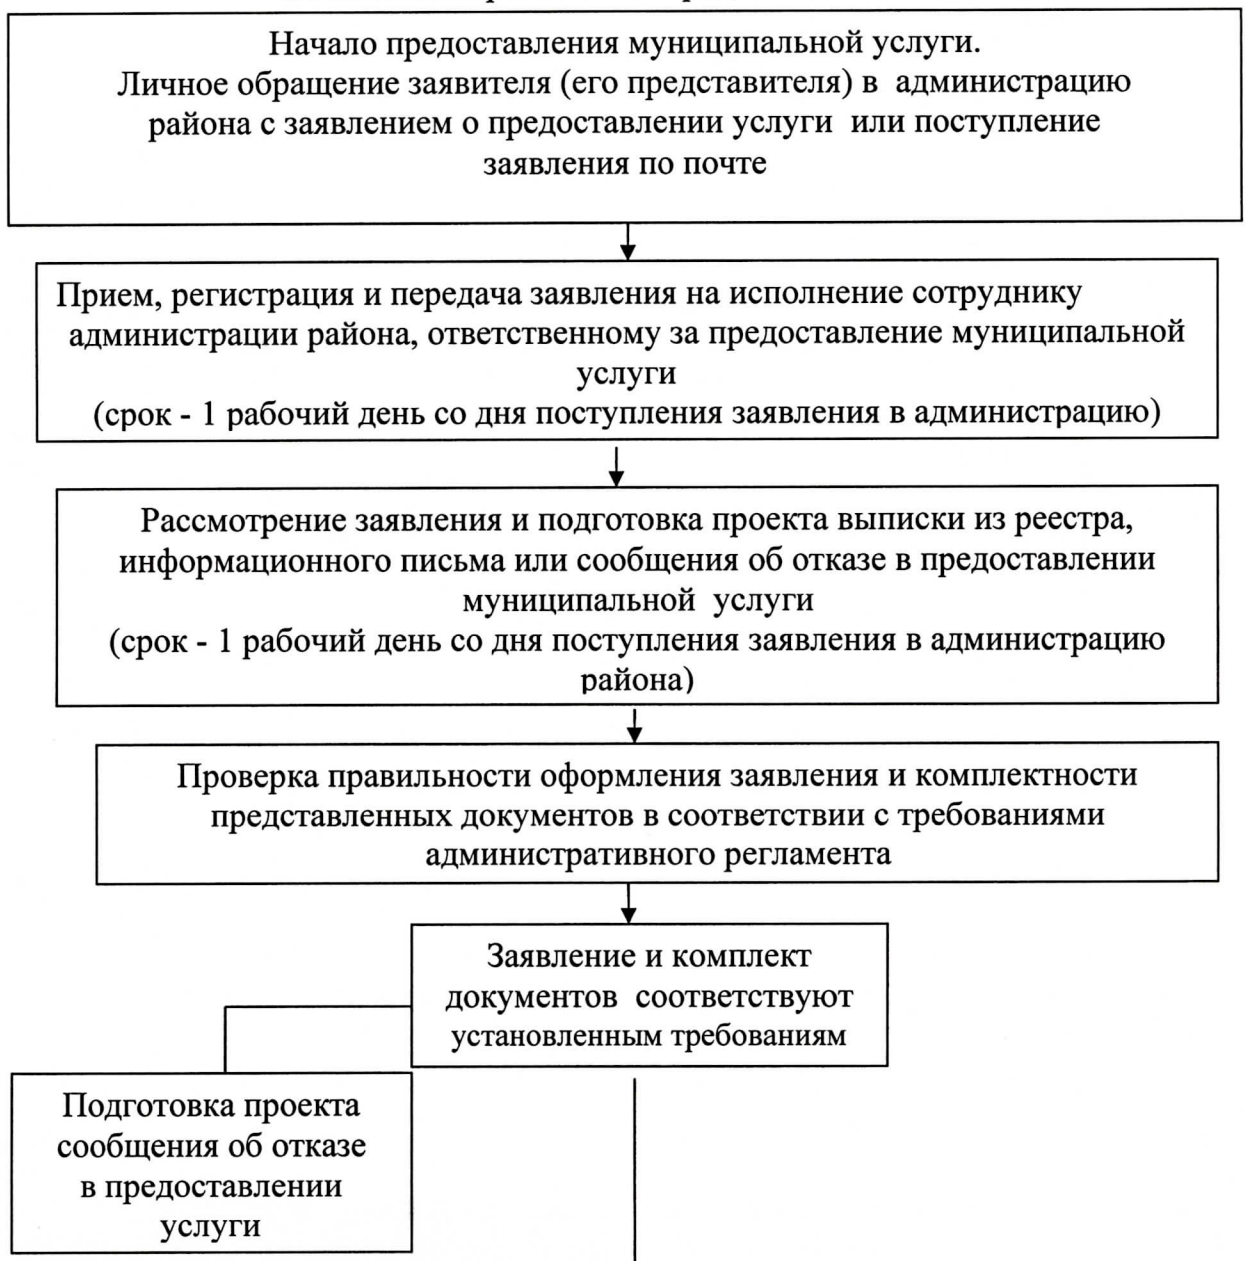 Начало предоставления муниципальной услуги.
Личное обращение заявителя (его представителя) в администрацию
района с заявлением о предоставлении услуги или поступление
заявления по почте
Прием, регистрация и передача заявления на исполнение сотруднику
администрации района, ответственному за предоставление муниципальной
услуги
(срок - 1 рабочий день со дня поступления заявления в администрацию)
Рассмотрение заявления и подготовка проекта выписки из реестра,
информационного письма или сообщения об отказе в предоставлении
муниципальной услуги
(срок - 1 рабочий день со дня поступления заявления в администрацию
района)
Проверка правильности оформления заявления и комплектности
представленных документов в соответствии с требованиями
административного регламента
Заявление и комплект
документов соответствуют
установленным требованиям
Подготовка проекта
сообщения об отказе
в предоставлении
услуги